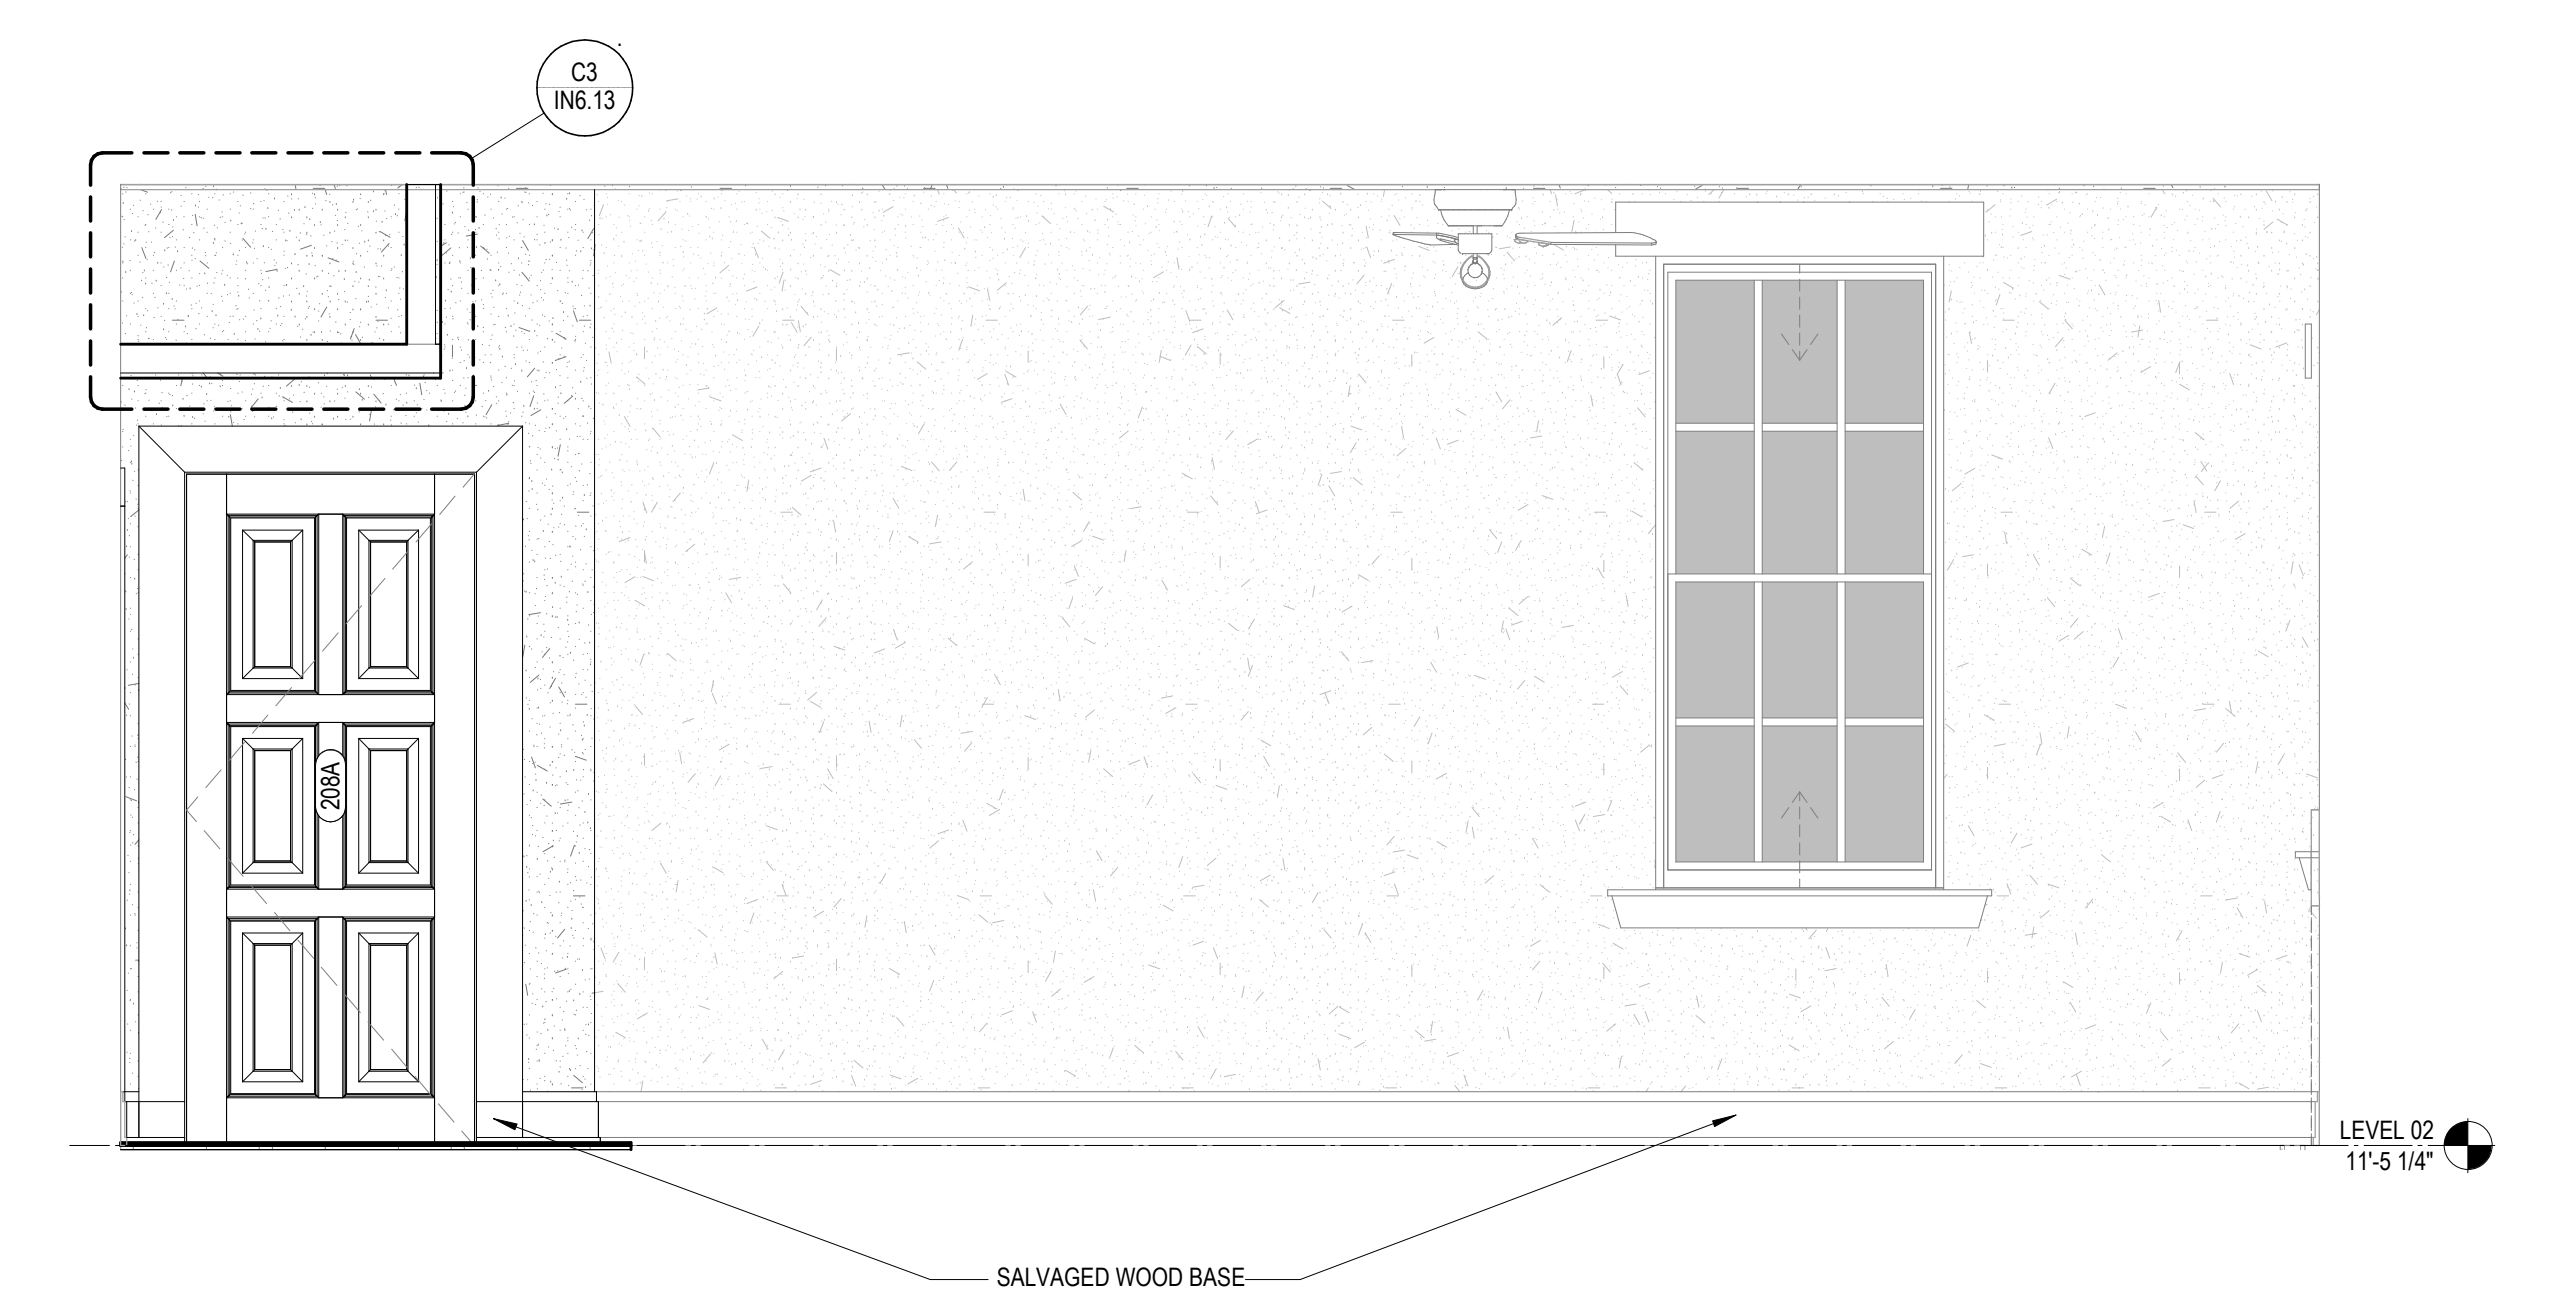 C3
IN6.13
208A
LEVEL 02
11'-5 1/4"
SALVAGED WOOD BASE